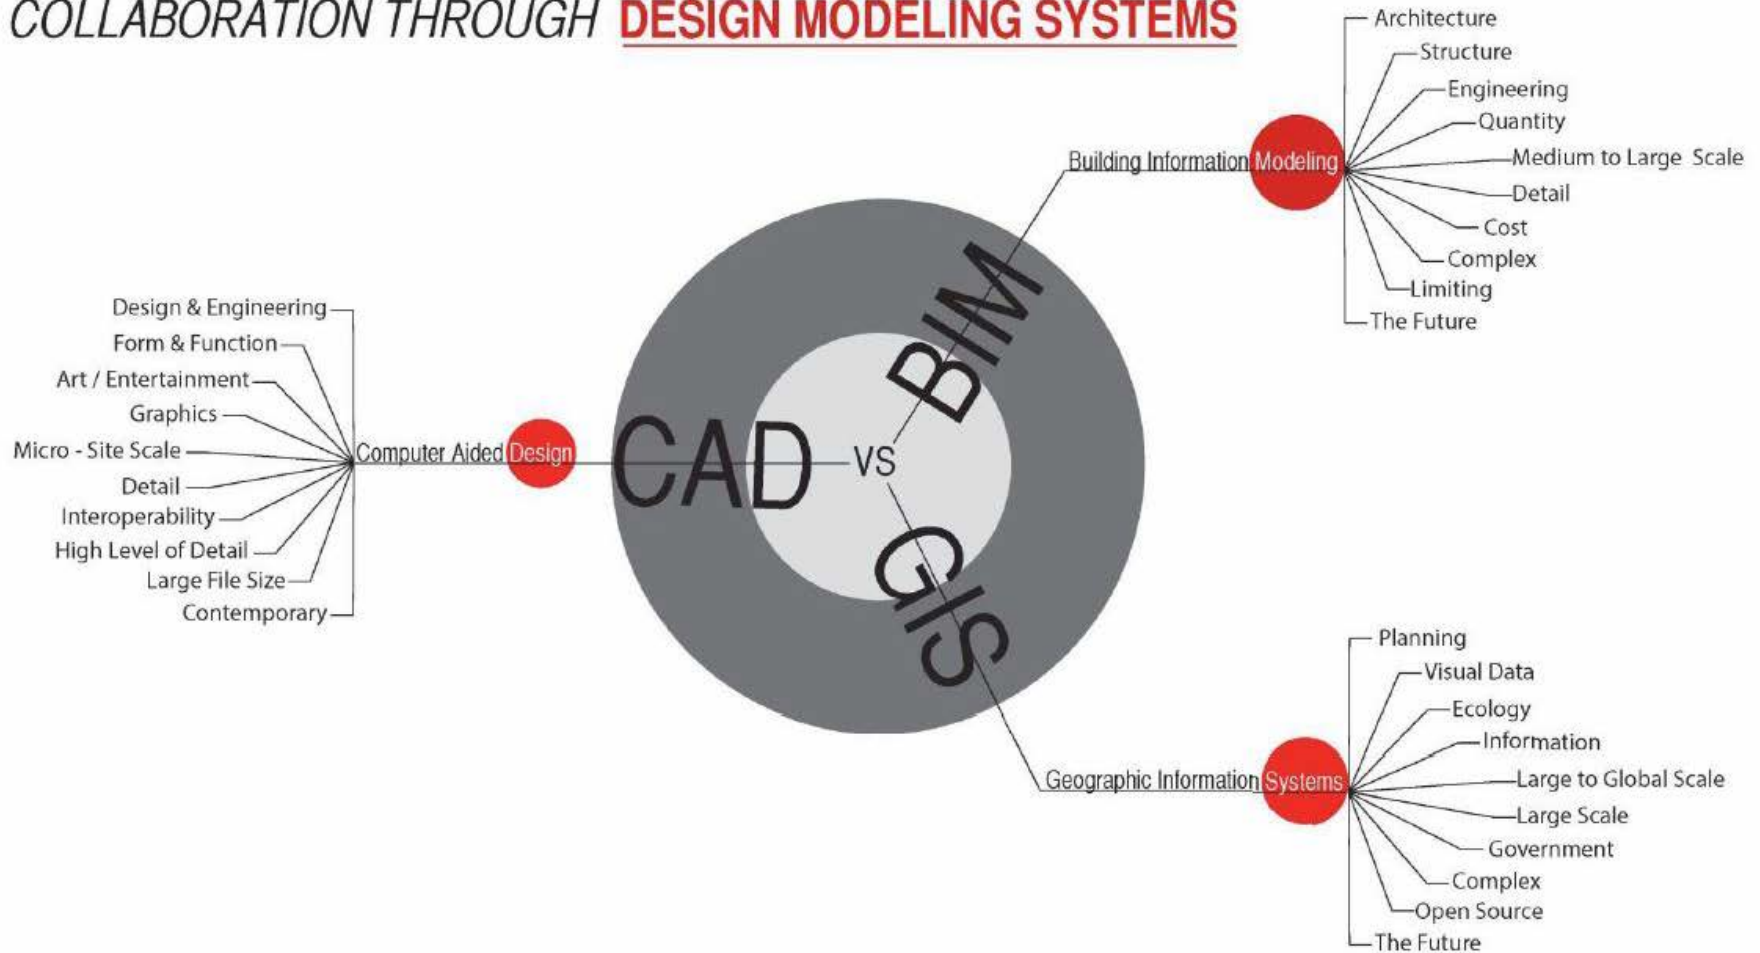 COLLABORATION THROUGH DESIGN MODELING SYSTEMS
Architecture
Structure
Engineering
Quantity
Building Information Modeling
Medium to Large Scale
Detail
Cost
Complex
Limiting
The Future
BIM
Design & Engineering
Form & Function
Art / Entertainment
Graphics
Micro - Site Scale
Computer Aided Design
Detail
Interoperability
High Level of Detail
Large File Size
Contemporary
CAD
VS
GIS
Planning
Visual Data
Ecology
Information
Geographic Information Systems
Large to Global Scale
Large Scale
Government
Complex
Open Source
The Future